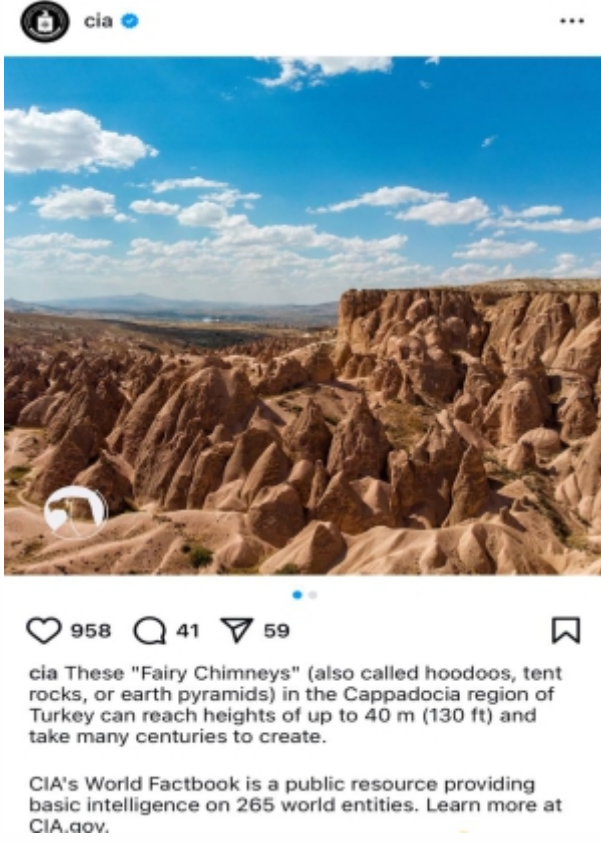 cia
958 41 59
cia These "Fairy Chimneys" (also called hoodoos, tent
rocks, or earth pyramids) in the Cappadocia region of
Turkey can reach heights of up to 40 m (130 ft) and
take many centuries to create.
CIA's World Factbook is a public resource providing
basic intelligence on 265 world entities. Learn more at
CIA.gov.